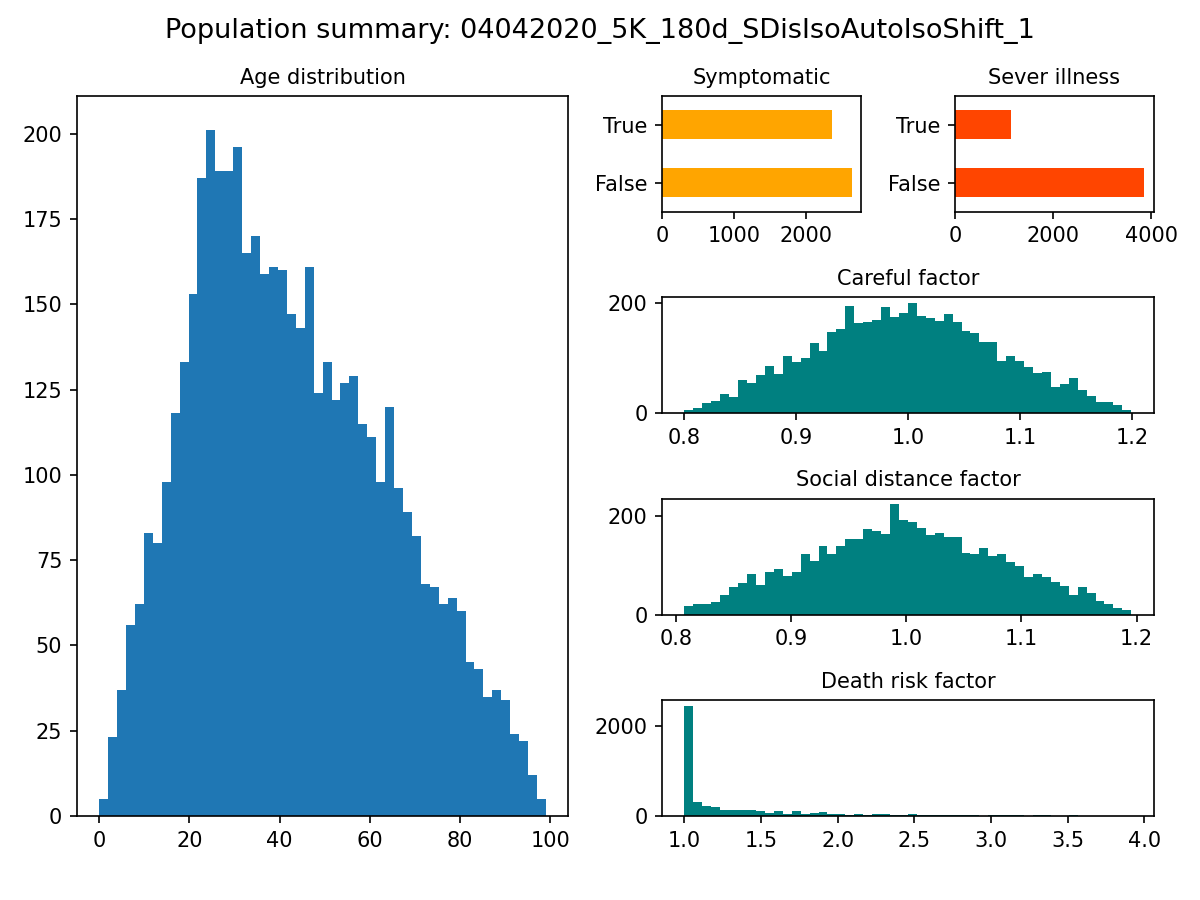 Population summary: 04042020_5K_180d_SDisIsoAutoIsoShift_1
Age distribution
200
175
150
125
100
75
50
25
0
0 20 40 60 80 100
Symptomatic
True
False
0 1000 2000
Sever illness
True
False
0 2000 4000
Careful factor
200
0
0.8 0.9 1.0 1.1 1.2
Social distance factor
200
0
0.8 0.9 1.0 1.1 1.2
Death risk factor
2000
0
1.0 1.5 2.0 2.5 3.0 3.5 4.0